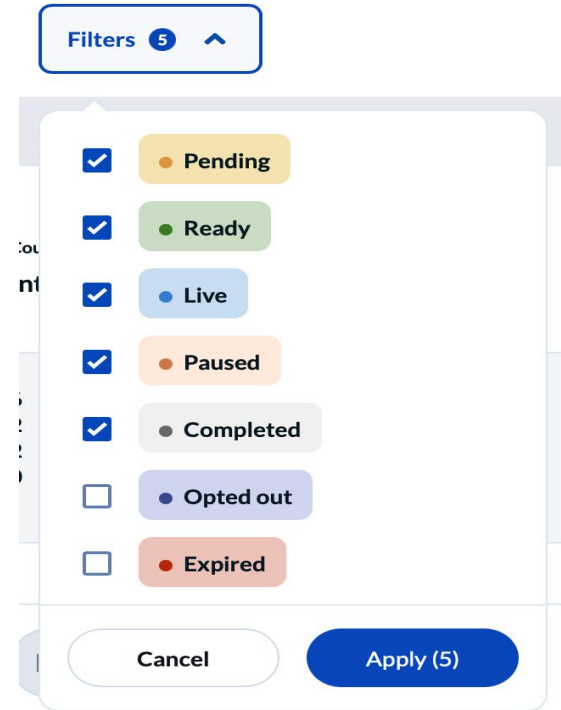 Filters 5
Pending
Ready
Live
Paused
Completed
Opted out
Expired
Cancel
Apply (5)